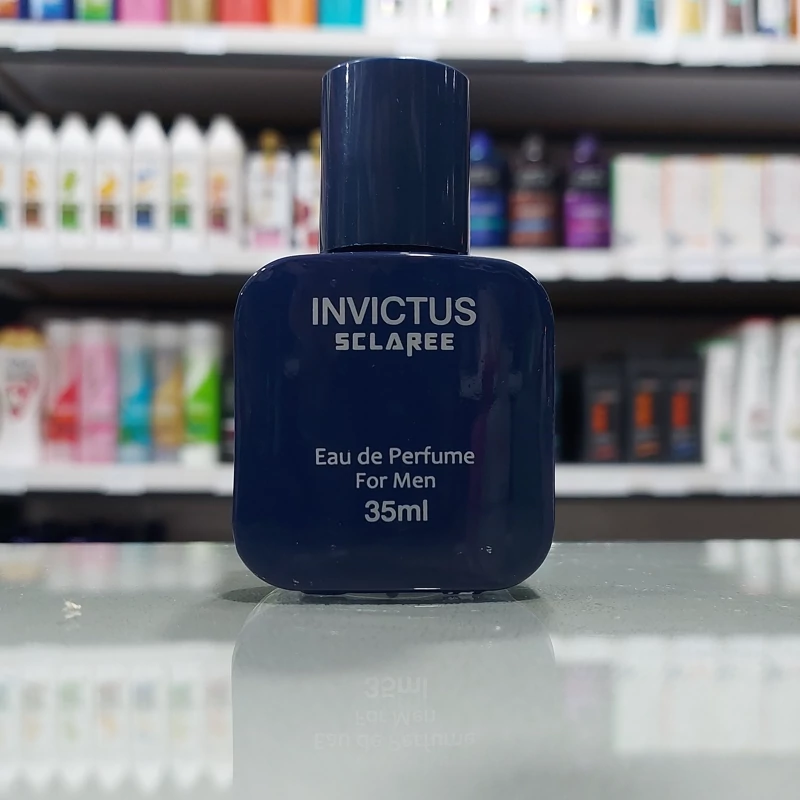 INVICTUS
SCLAREE
Eau de Perfume
For Men
35ml